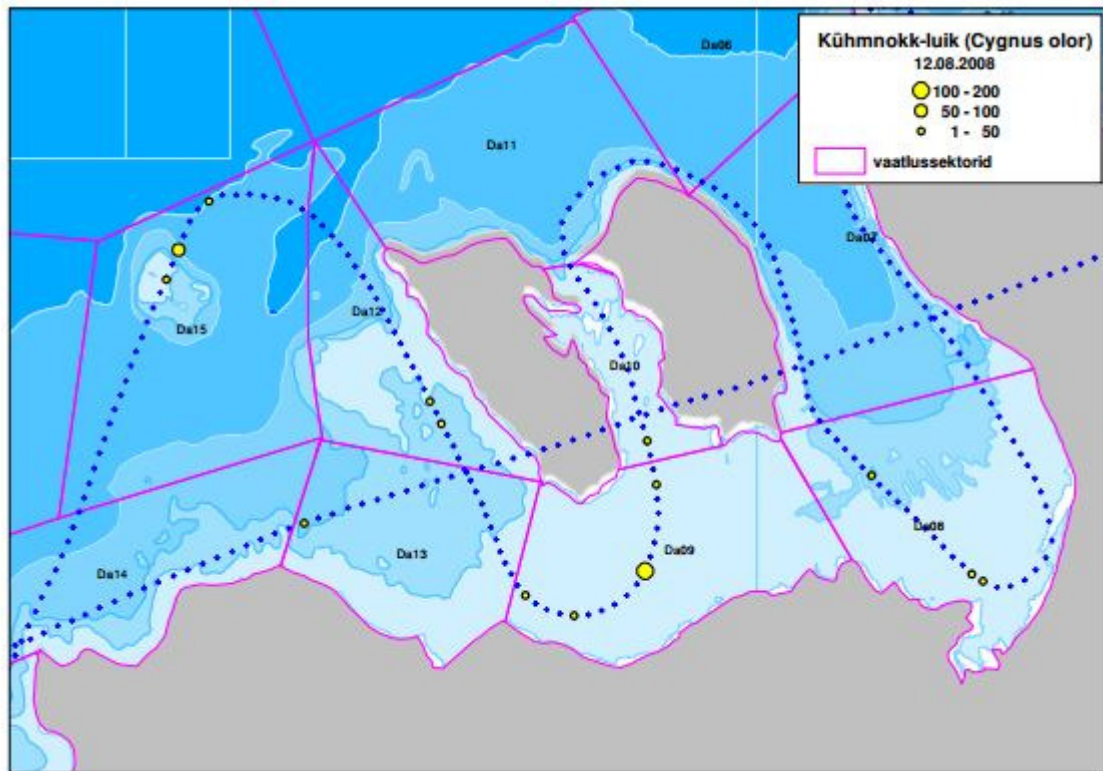 Kühmnokk-luik (Cygnus olor)
12.08.2008
100 - 200
50 - 100
1 - 50
vaatlussektorid
Da06
Da11
Da07
Da12
Da15
Da10
Da08
Da09
Da13
Da14